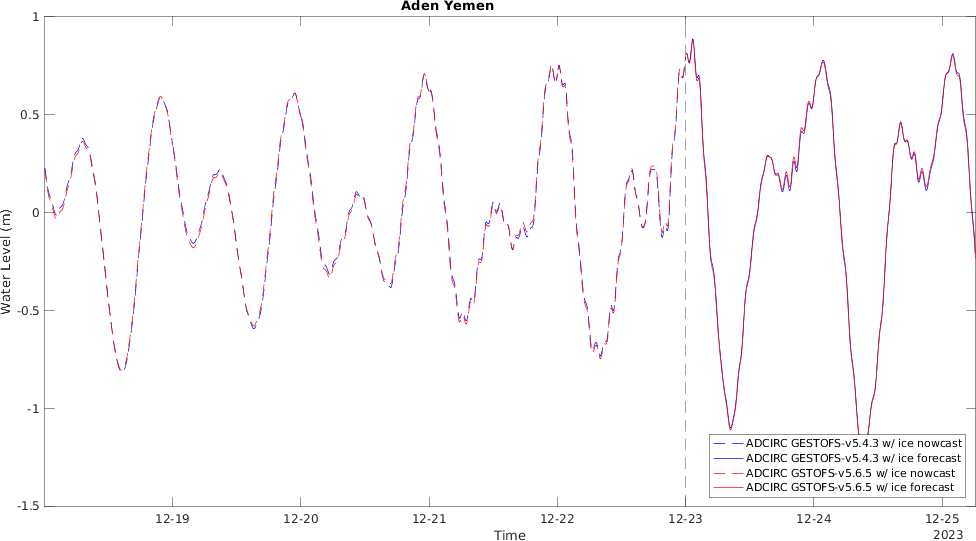 Aden Yemen
1
0.5
0
-0.5
-1
-1.5
Water Level (m)
ADCIRC GESTOFS-v5.4.3 w/ ice nowcast
ADCIRC GESTOFS-v5.4.3 w/ ice forecast
ADCIRC GSTOFS-v5.6.5 w/ ice nowcast
ADCIRC GSTOFS-v5.6.5 w/ ice forecast
12-19 12-20 12-21 12-22 12-23 12-24 12-25
Time
2023